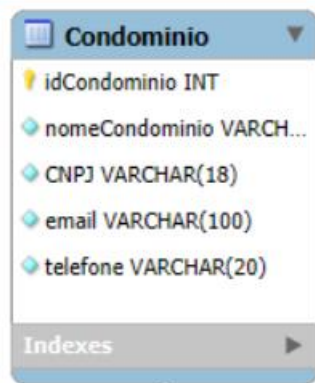 Condominio
idCondominio INT
nomeCondominio VARCH...
CNPJ VARCHAR(18)
email VARCHAR(100)
telefone VARCHAR(20)
Indexes